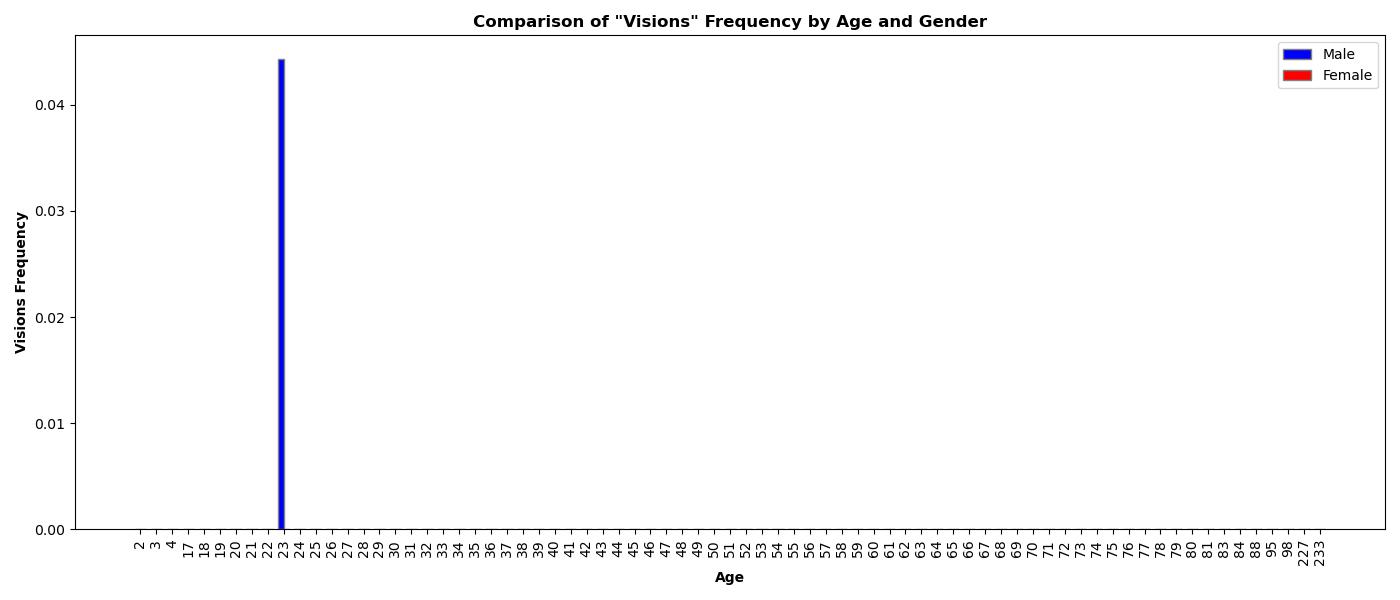 Comparison of "Visions" Frequency by Age and Gender
Male
Female
Visions Frequency
0.04
0.03
0.02
0.01
0.00
2 3 4 17 18 19 20 21 22 23 24 25 26 27 28 29 30 31 32 33 34 35 36 37 38 39 40 41 42 43 44 45 46 47 48 49 50 51 52 53 54 55 56 57 58 59 60 61 62 63 64 65 66 67 68 69 70 71 72 73 74 75 76 77 78 79 80 81 83 84 88 95 98 227 233
Age